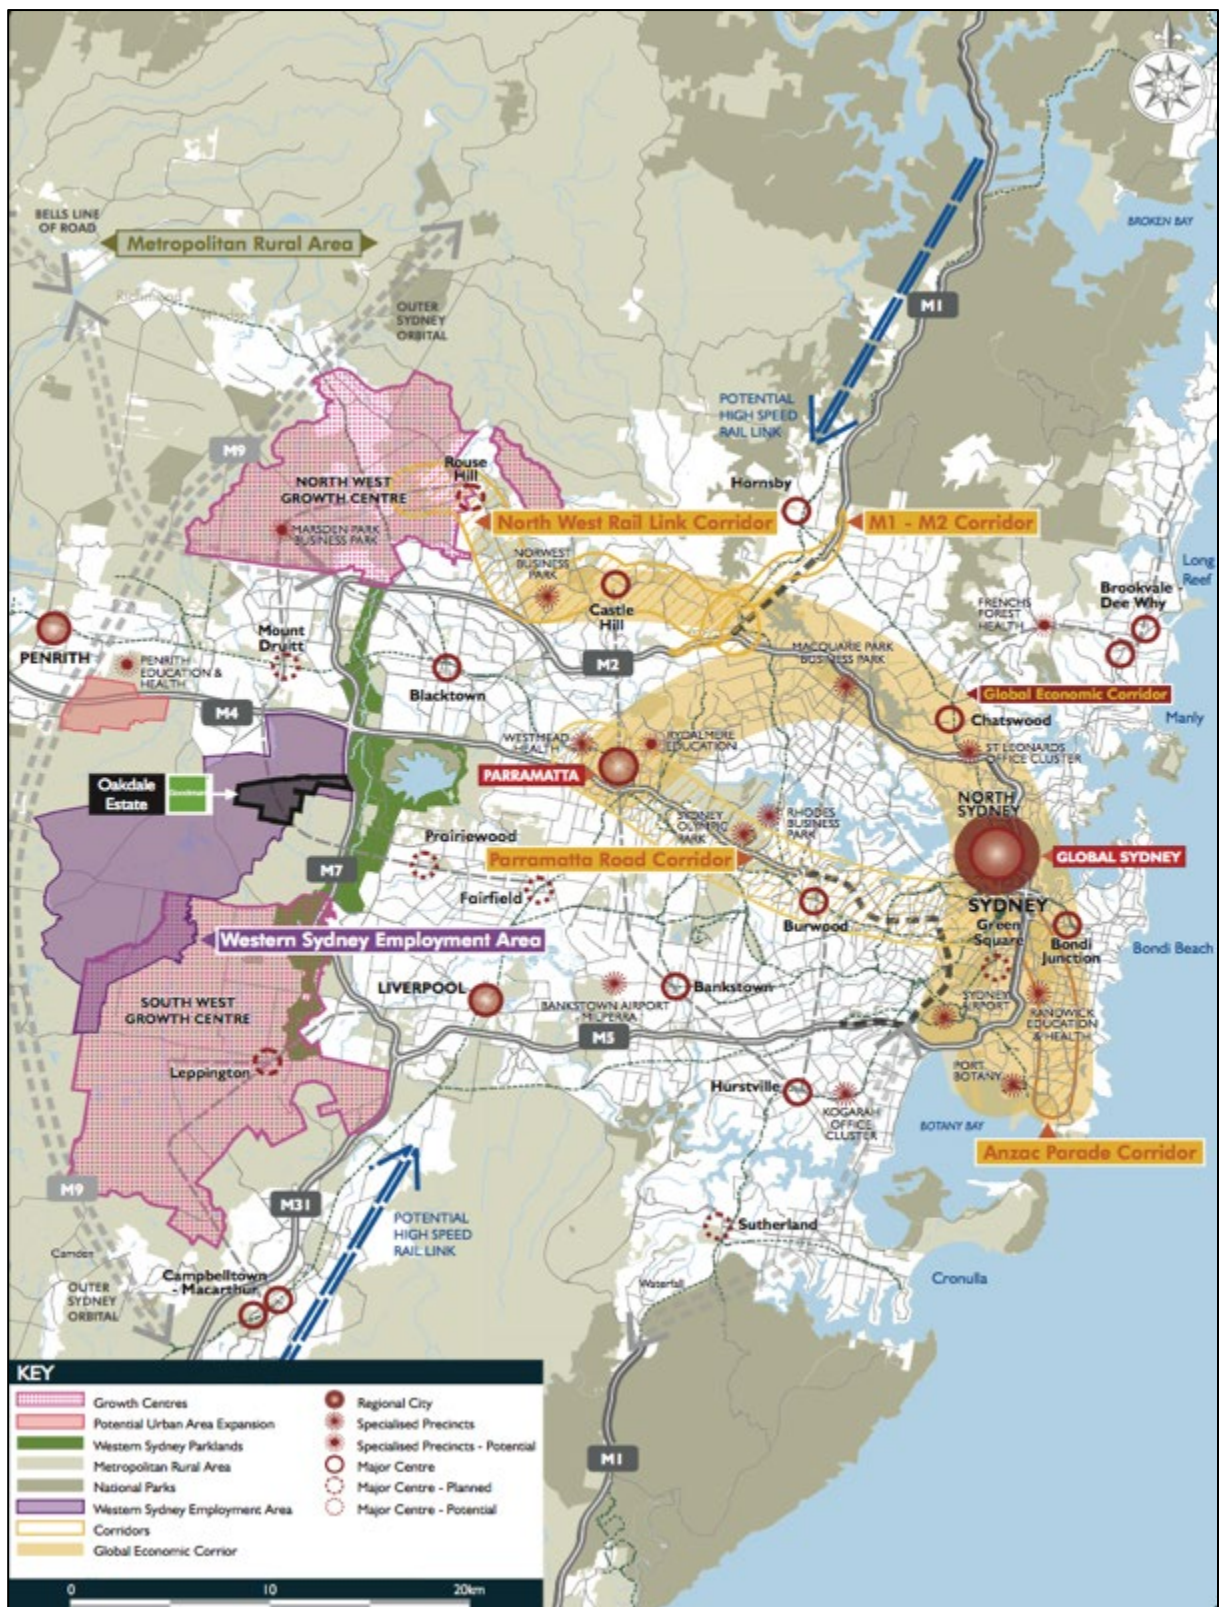 BROKEN BAY
BELLS LINE
OF ROAD
Metropolitan Rural Area
Richmond
OUTER
SYDNEY
ORBITAL
M1
POTENTIAL
HIGH SPEED
RAIL LINK
M9
Rouse
Hill
NORTH WEST
GROWTH CENTRE
Hornsby
North West Rail Link Corridor
M1 - M2 Corridor
MARSDEN PARK
BUSINESS PARK
NORWEST
BUSINESS
PARK
Long
Reef
Castle
Hill
Brookvale -
Dee Why
FRENCHS
FOREST
HEALTH
Mount
Druitt
PENRITH
PENRITH
EDUCATION &
HEALTH
M2
Blacktown
MACQUARIE PARK
BUSINESS PARK
Global Economic Corridor
Chatswood
Manly
M4
WESTMEAD
HEALTH
RYDALMERE
EDUCATION
ST LEONARDS
OFFICE CLUSTER
PARRAMATTA
Oakdale
Estate
Goodman
NORTH
SYDNEY
SYDNEY
OLYMPIC
PARK
RHODES
BUSINESS
PARK
Prairiewood
Parramatta Road Corridor
GLOBAL SYDNEY
M7
Fairfield
SYDNEY
Burwood
Green
Square
Bondi
Junction
Bondi Beach
Western Sydney Employment Area
LIVERPOOL
BANKSTOWN AIRPORT
- MILPERRA
Bankstown
SOUTH WEST
GROWTH CENTRE
SYDNEY
AIRPORT
RANDWICK
EDUCATION
& HEALTH
M5
Leppington
Hurstville
KOGARAH
OFFICE
CLUSTER
PORT
BOTANY
BOTANY BAY
Anzac Parade Corridor
M9
M31
POTENTIAL
HIGH SPEED
RAIL LINK
Sutherland
Camden
Campbelltown
- Macarthur
OUTER
SYDNEY
ORBITAL
Waterfall
Cronulla
M1
KEY
Growth Centres
Potential Urban Area Expansion
Western Sydney Parklands
Metropolitan Rural Area
National Parks
Western Sydney Employment Area
Corridors
Global Economic Corrior
Regional City
Specialised Precincts
Specialised Precincts - Potential
Major Centre
Major Centre - Planned
Major Centre - Potential
0 10 20km